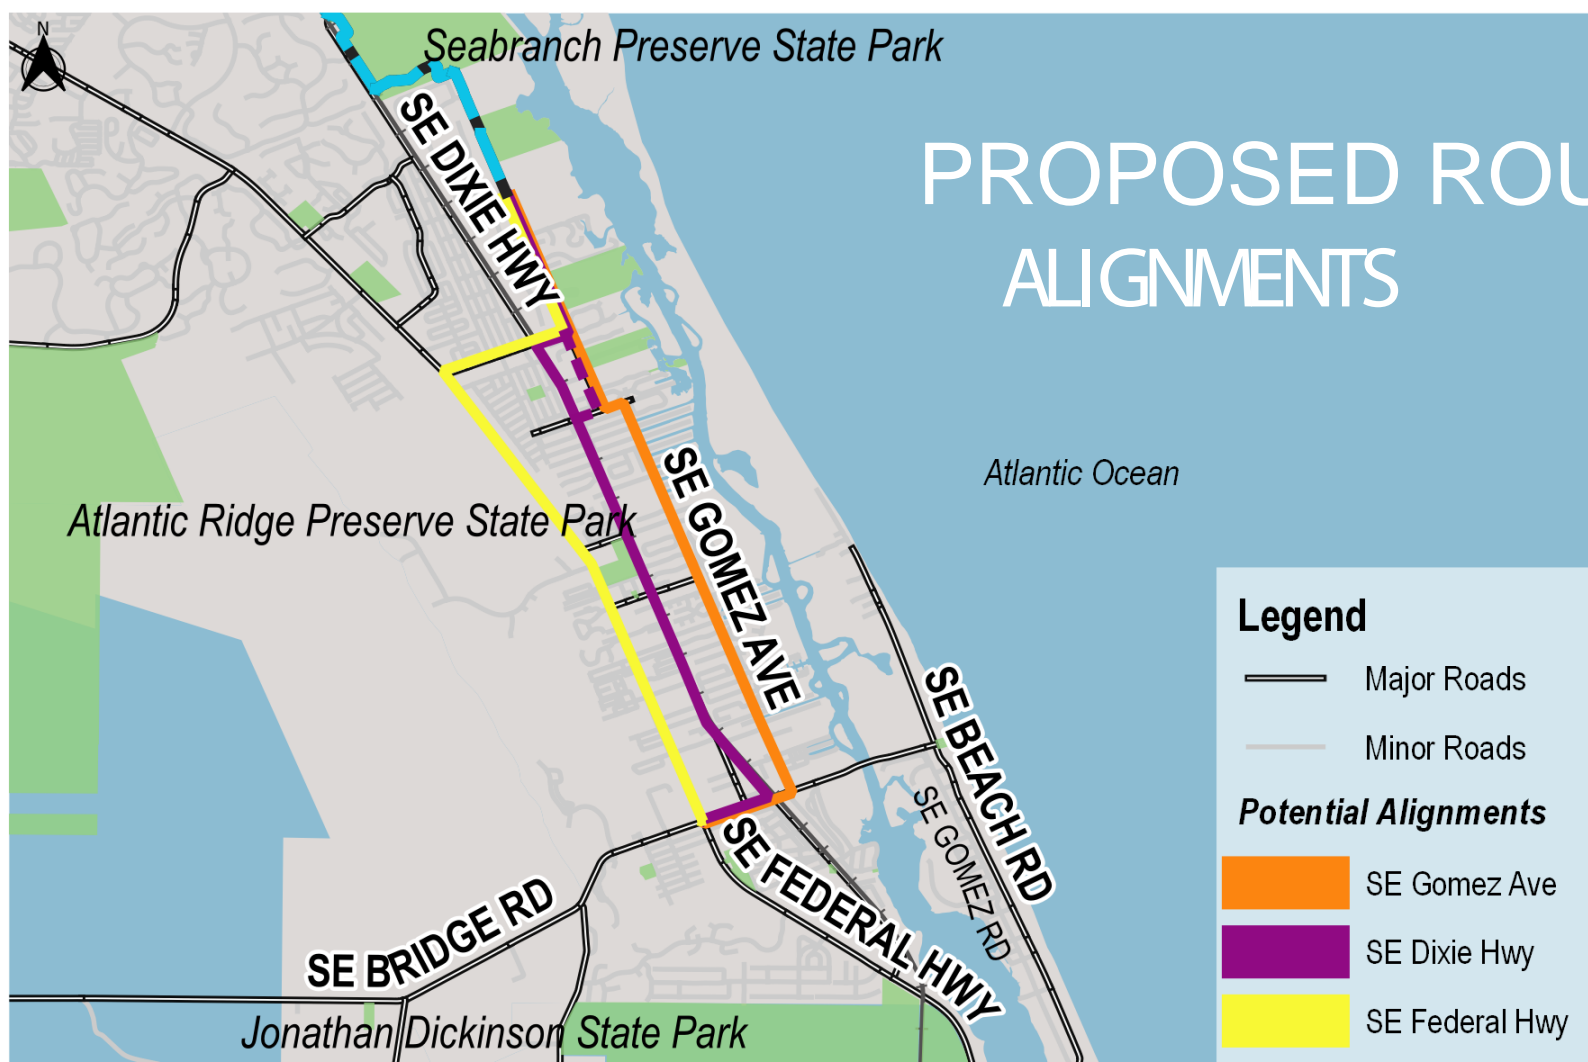 N
Seabranch Preserve State Park
SE DIXIE HWY
PROPOSED ROU
ALIGNMENTS
Atlantic Ocean
SE GOMEZ AVE
Atlantic Ridge Preserve State Park
SE BEACH RD
SE GOMEZ RD
SE FEDERAL HWY
SE BRIDGE RD
Jonathan Dickinson State Park
Legend
Major Roads
Minor Roads
Potential Alignments
SE Gomez Ave
SE Dixie Hwy
SE Federal Hwy